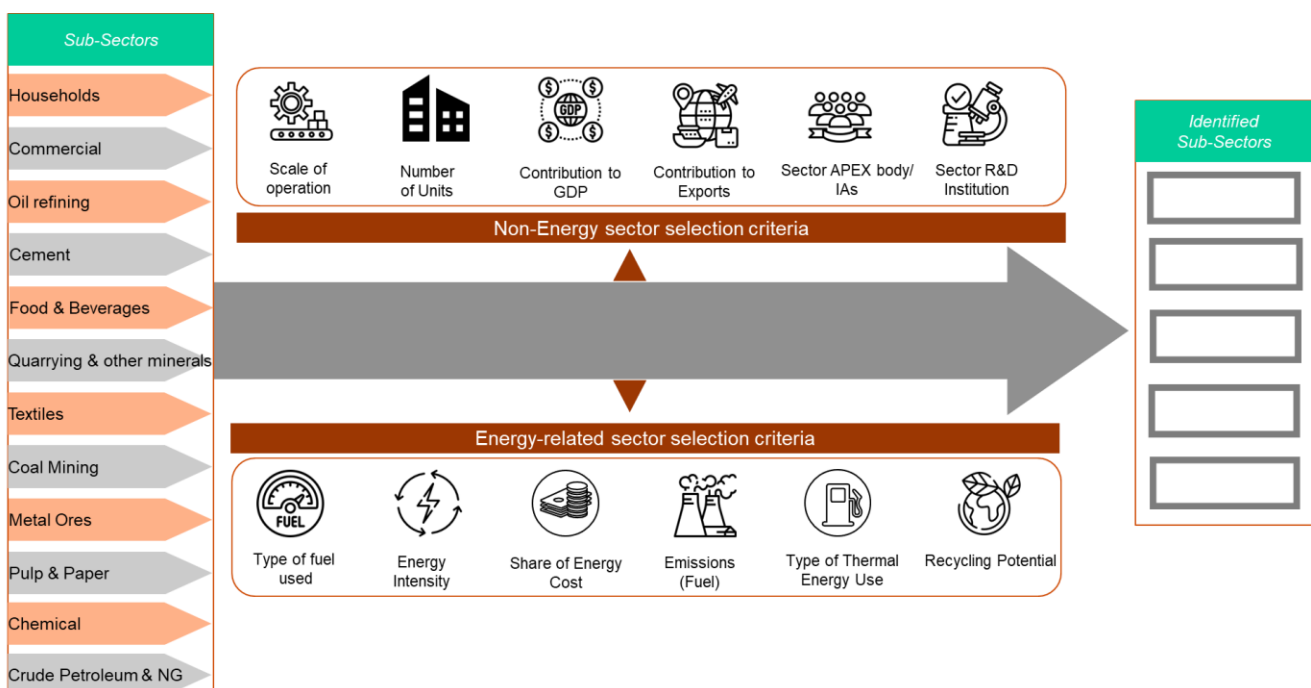 Sub-Sectors
Households
Commercial
Oil refining
Cement
Food & Beverages
Quarrying & other minerals
Textiles
Coal Mining
Metal Ores
Pulp & Paper
Chemical
Crude Petroleum & NG
GDP
Scale of
operation
Number
of Units
Contribution to
GDP
Contribution to
Exports
Sector APEX body/
IAs
Sector R&D
Institution
Non-Energy sector selection criteria
Energy-related sector selection criteria
FUEL
Type of fuel
used
Energy
Intensity
Share of Energy
Cost
Emissions
(Fuel)
Type of Thermal
Energy Use
Recycling Potential
Identified
Sub-Sectors